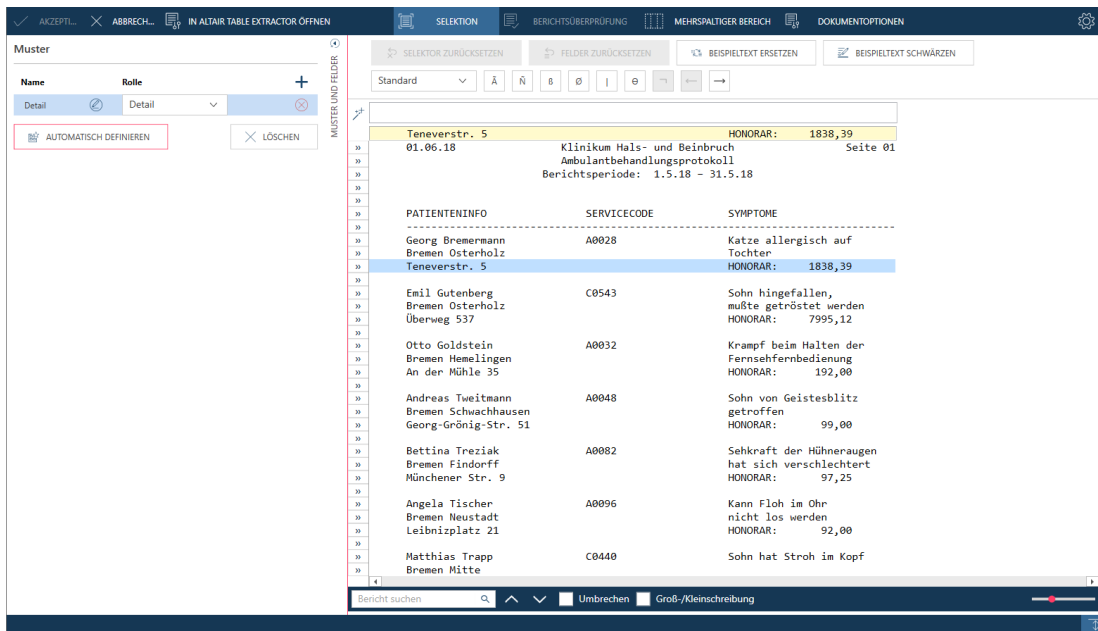 AKZEPTI... ABBRECH... IN ALTAIR TABLE EXTRACTOR ÖFFNEN SELEKTION BERICHTSÜBERPRÜFUNG MEHRSPALTIGER BEREICH DOKUMENTOPTIONEN
Muster
Name Rolle
Detail Detail
AUTOMATISCH DEFINIEREN LÖSCHEN
MUSTER UND FELDER
SELEKTOR ZURÜCKSETZEN FELDER ZURÜCKSETZEN BEISPIELTEXT ERSETZEN BEISPIELTEXT SCHWÄRZEN
Standard Ã Ñ ß Ø | ɵ ¬ ← →
Teneverstr. 5 HONORAR: 1838,39
01.06.18 Klinikum Hals- und Beinbruch Seite 01
Ambulantbehandlungsprotokoll
Berichtsperiode: 1.5.18 – 31.5.18
PATIENTENINFO SERVICECODE SYMPTOME
Georg Bremermann A0028 Katze allergisch auf
Bremen Osterholz Tochter
Teneverstr. 5 HONORAR: 1838,39
Emil Gutenberg C0543 Sohn hingefallen,
Bremen Osterholz mußte getröstet werden
Überweg 537 HONORAR: 7995,12
Otto Goldstein A0032 Krampf beim Halten der
Bremen Hemelingen Fernsehfernbedienung
An der Mühle 35 HONORAR: 192,00
Andreas Tweitmann A0048 Sohn von Geistesblitz
Bremen Schwachhausen getroffen
Georg-Grönig-Str. 51 HONORAR: 99,00
Bettina Treziak A0082 Sehkraft der Hühneraugen
Bremen Findorff hat sich verschlechtert
Münchener Str. 9 HONORAR: 97,25
Angela Tischer A0096 Kann Floh im Ohr
Bremen Neustadt nicht los werden
Leibnizplatz 21 HONORAR: 92,00
Matthias Trapp C0440 Sohn hat Stroh im Kopf
Bremen Mitte
Bericht suchen Umbrechen Groß-/Kleinschreibung